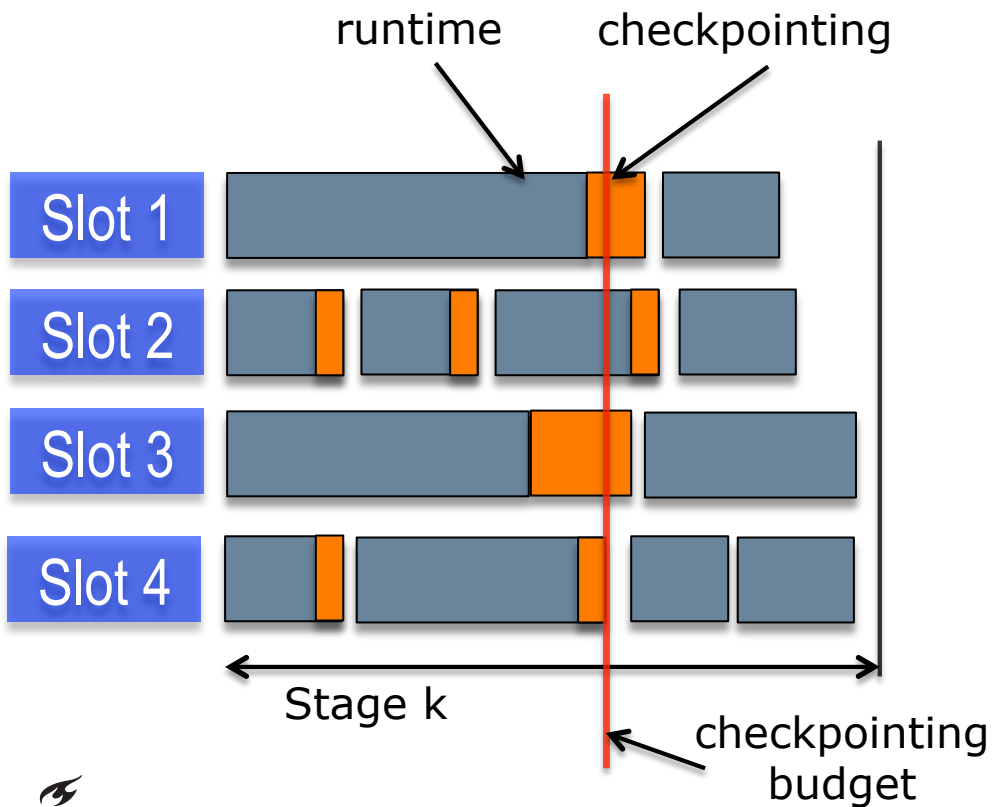 runtime
checkpointing
Slot 1
Slot 2
Slot 3
Slot 4
Stage k
checkpointing
budget